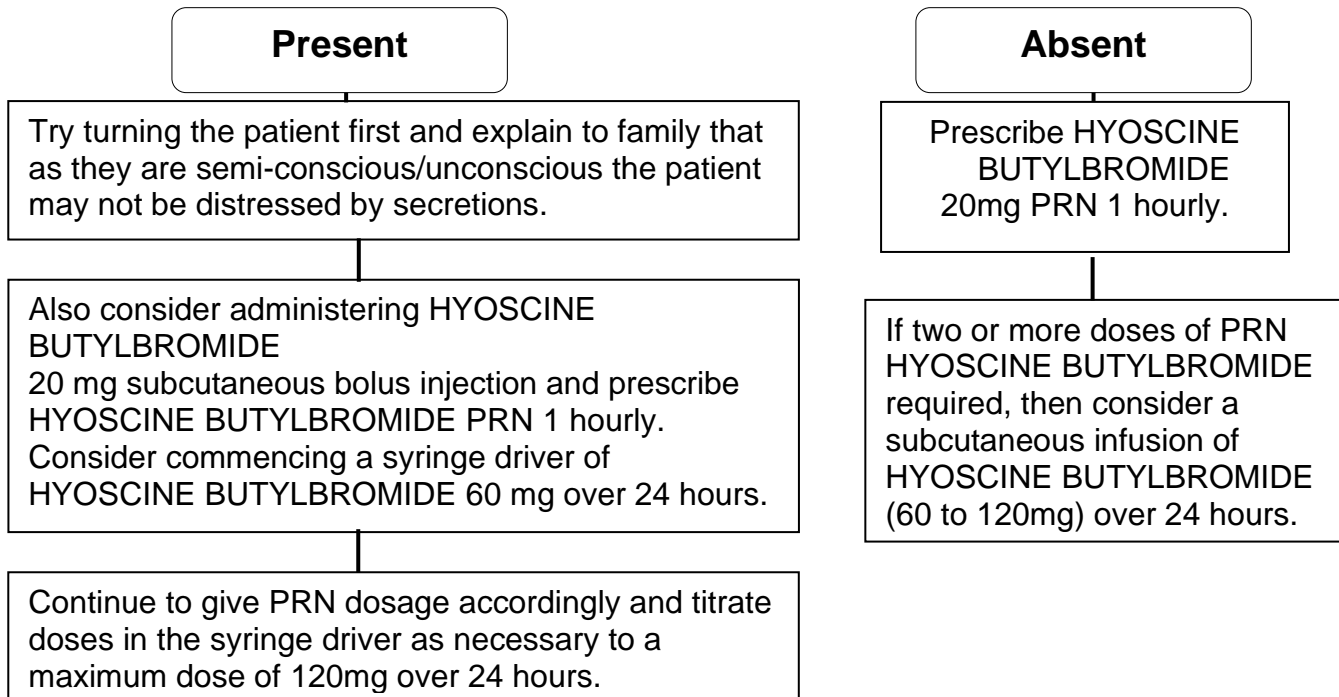 Present
Try turning the patient first and explain to family that
as they are semi-conscious/unconscious the patient
may not be distressed by secretions.
Also consider administering HYOSCINE
BUTYLBROMIDE
20 mg subcutaneous bolus injection and prescribe
HYOSCINE BUTYLBROMIDE PRN 1 hourly.
Consider commencing a syringe driver of
HYOSCINE BUTYLBROMIDE 60 mg over 24 hours.
Continue to give PRN dosage accordingly and titrate
doses in the syringe driver as necessary to a
maximum dose of 120mg over 24 hours.
Absent
Prescribe HYOSCINE
BUTYLBROMIDE
20mg PRN 1 hourly.
If two or more doses of PRN
HYOSCINE BUTYLBROMIDE
required, then consider a
subcutaneous infusion of
HYOSCINE BUTYLBROMIDE
(60 to 120mg) over 24 hours.